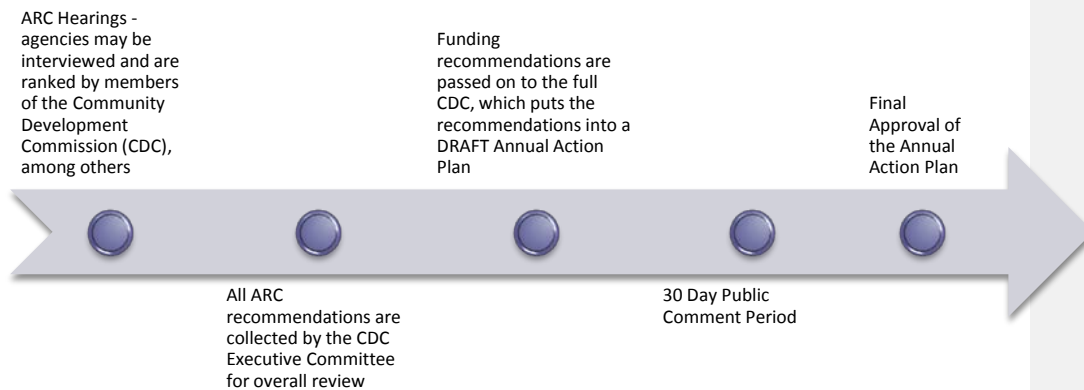 ARC Hearings -
agencies may be
interviewed and are
ranked by members
of the Community
Development
Commission (CDC),
among others
All ARC
recommendations are
collected by the CDC
Executive Committee
for overall review
Funding
recommendations are
passed on to the full
CDC, which puts the
recommendations into a
DRAFT Annual Action
Plan
30 Day Public
Comment Period
Final
Approval of
the Annual
Action Plan